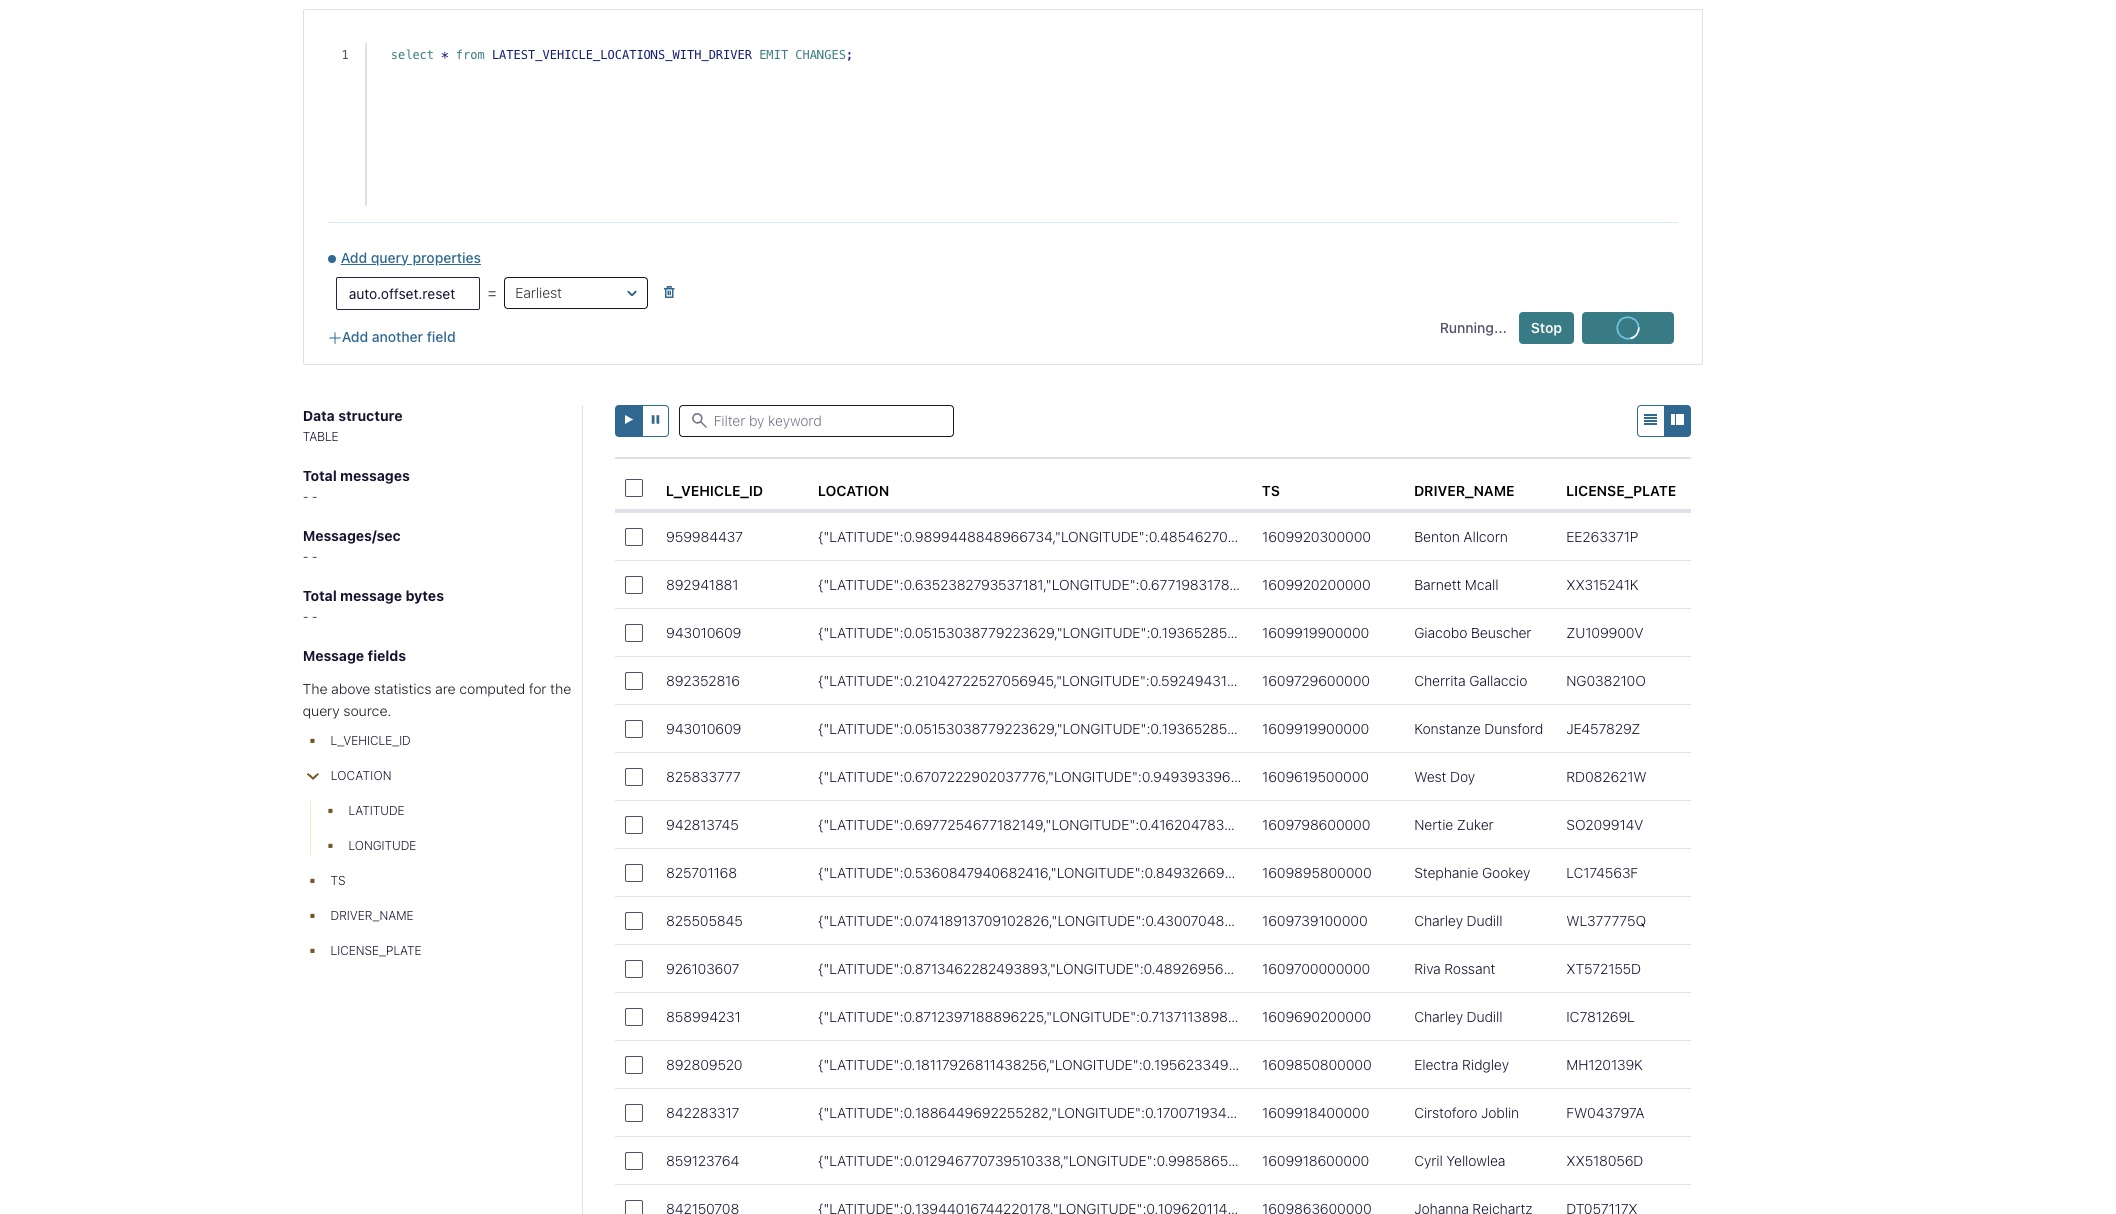 1 select * from LATEST_VEHICLE_LOCATIONS_WITH_DRIVER EMIT CHANGES;
Add query properties
auto.offset.reset = Earliest
+Add another field
Running... Stop
Data structure
TABLE
Total messages
--
Messages/sec
--
Total message bytes
--
Message fields
The above statistics are computed for the
query source.
L_VEHICLE_ID
LOCATION
LATITUDE
LONGITUDE
TS
DRIVER_NAME
LICENSE_PLATE
Filter by keyword
L_VEHICLE_ID LOCATION TS DRIVER_NAME LICENSE_PLATE
959984437 {"LATITUDE":0.9899448848966734,"LONGITUDE":0.48546270... 1609920300000 Benton Allcorn EE263371P
892941881 {"LATITUDE":0.6352382793537181,"LONGITUDE":0.6771983178... 1609920200000 Barnett Mcall XX315241K
943010609 {"LATITUDE":0.05153038779223629,"LONGITUDE":0.19365285... 1609919900000 Giacobo Beuscher ZU109900V
892352816 {"LATITUDE":0.21042722527056945,"LONGITUDE":0.59249431... 1609729600000 Cherrita Gallaccio NG038210O
943010609 {"LATITUDE":0.05153038779223629,"LONGITUDE":0.19365285... 1609919900000 Konstanze Dunsford JE457829Z
825833777 {"LATITUDE":0.6707222902037776,"LONGITUDE":0.949393396... 1609619500000 West Doy RD082621W
942813745 {"LATITUDE":0.6977254677182149,"LONGITUDE":0.416204783... 1609798600000 Nertie Zuker SO209914V
825701168 {"LATITUDE":0.5360847940682416,"LONGITUDE":0.84932669... 1609895800000 Stephanie Gookey LC174563F
825505845 {"LATITUDE":0.07418913709102826,"LONGITUDE":0.43007048... 1609739100000 Charley Dudill WL377775Q
926103607 {"LATITUDE":0.8713462282493893,"LONGITUDE":0.48926956... 1609700000000 Riva Rossant XT572155D
858994231 {"LATITUDE":0.8712397188896225,"LONGITUDE":0.7137113898... 1609690200000 Charley Dudill IC781269L
892809520 {"LATITUDE":0.18117926811438256,"LONGITUDE":0.195623349... 1609850800000 Electra Ridgley MH120139K
842283317 {"LATITUDE":0.1886449692255282,"LONGITUDE":0.170071934... 1609918400000 Cirstoforo Joblin FW043797A
859123764 {"LATITUDE":0.012946770739510338,"LONGITUDE":0.9985865... 1609918600000 Cyril Yellowlea XX518056D
842150708 {"LATITUDE":0.13944016744220178,"LONGITUDE":0.109620114... 1609863600000 Johanna Reichartz DT057117X